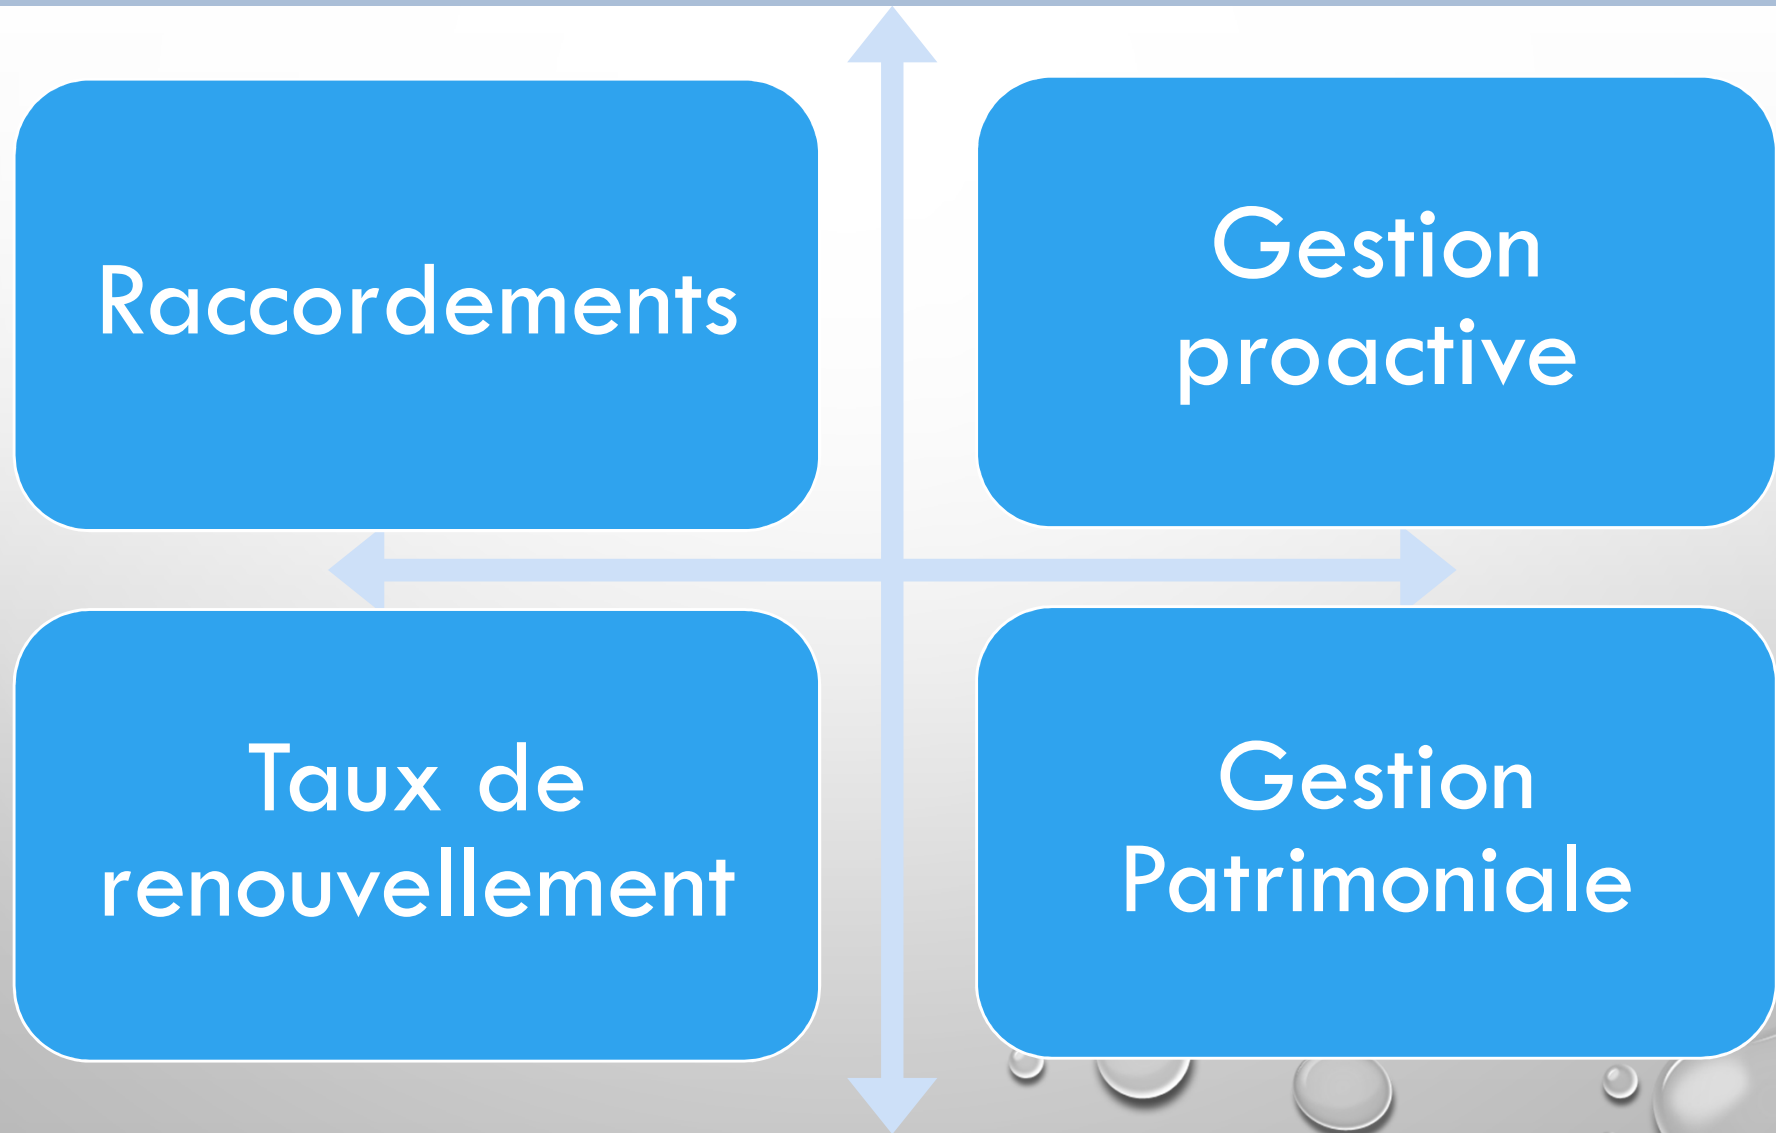 Raccordements
Gestion
proactive
Taux de
renouvellement
Gestion
Patrimoniale